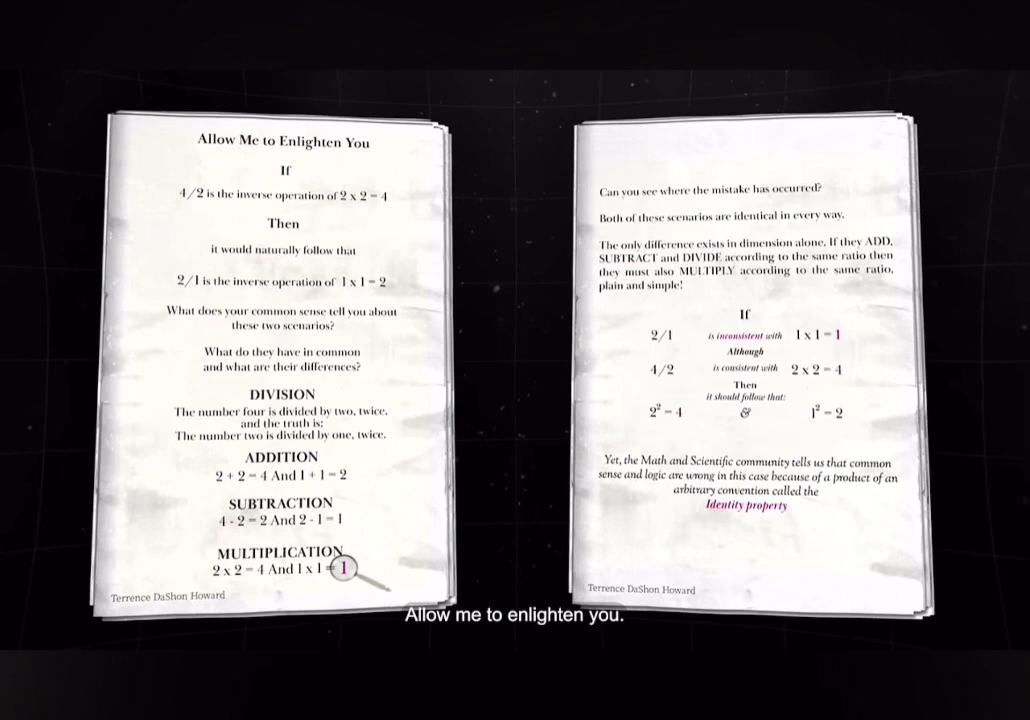 Allow Me to Enlighten You
If
4/2 is the inverse operation of 2 x 2 = 4
Then
it would naturally follow that
2/1 is the inverse operation of 1 x 1 = 2
What does your common sense tell you about
these two scenarios?
What do they have in common
and what are their differences?
DIVISION
The number four is divided by two, twice.
and the truth is:
The number two is divided by one, twice.
ADDITION
2 + 2 = 4 And 1 + 1 = 2
SUBTRACTION
4 - 2 = 2 And 2 - 1 = 1
MULTIPLICATION
2 x 2 = 4 And 1 x 1 = 1
Terrence DaShon Howard
Can you see where the mistake has occurred?
Both of these scenarios are identical in every way.
The only difference exists in dimension alone. If they ADD,
SUBTRACT and DIVIDE according to the same ratio then
they must also MULTIPLY according to the same ratio,
plain and simple!
If
2/1 is inconsistent with 1 x 1 = 1
Although
4/2 is consistent with 2 x 2 = 4
Then
it should follow that:
2² = 4 & 1² = 2
Yet, the Math and Scientific community tells us that common
sense and logic are wrong in this case because of a product of an
arbitrary convention called the
Identity property
Terrence DaShon Howard
Allow me to enlighten you.